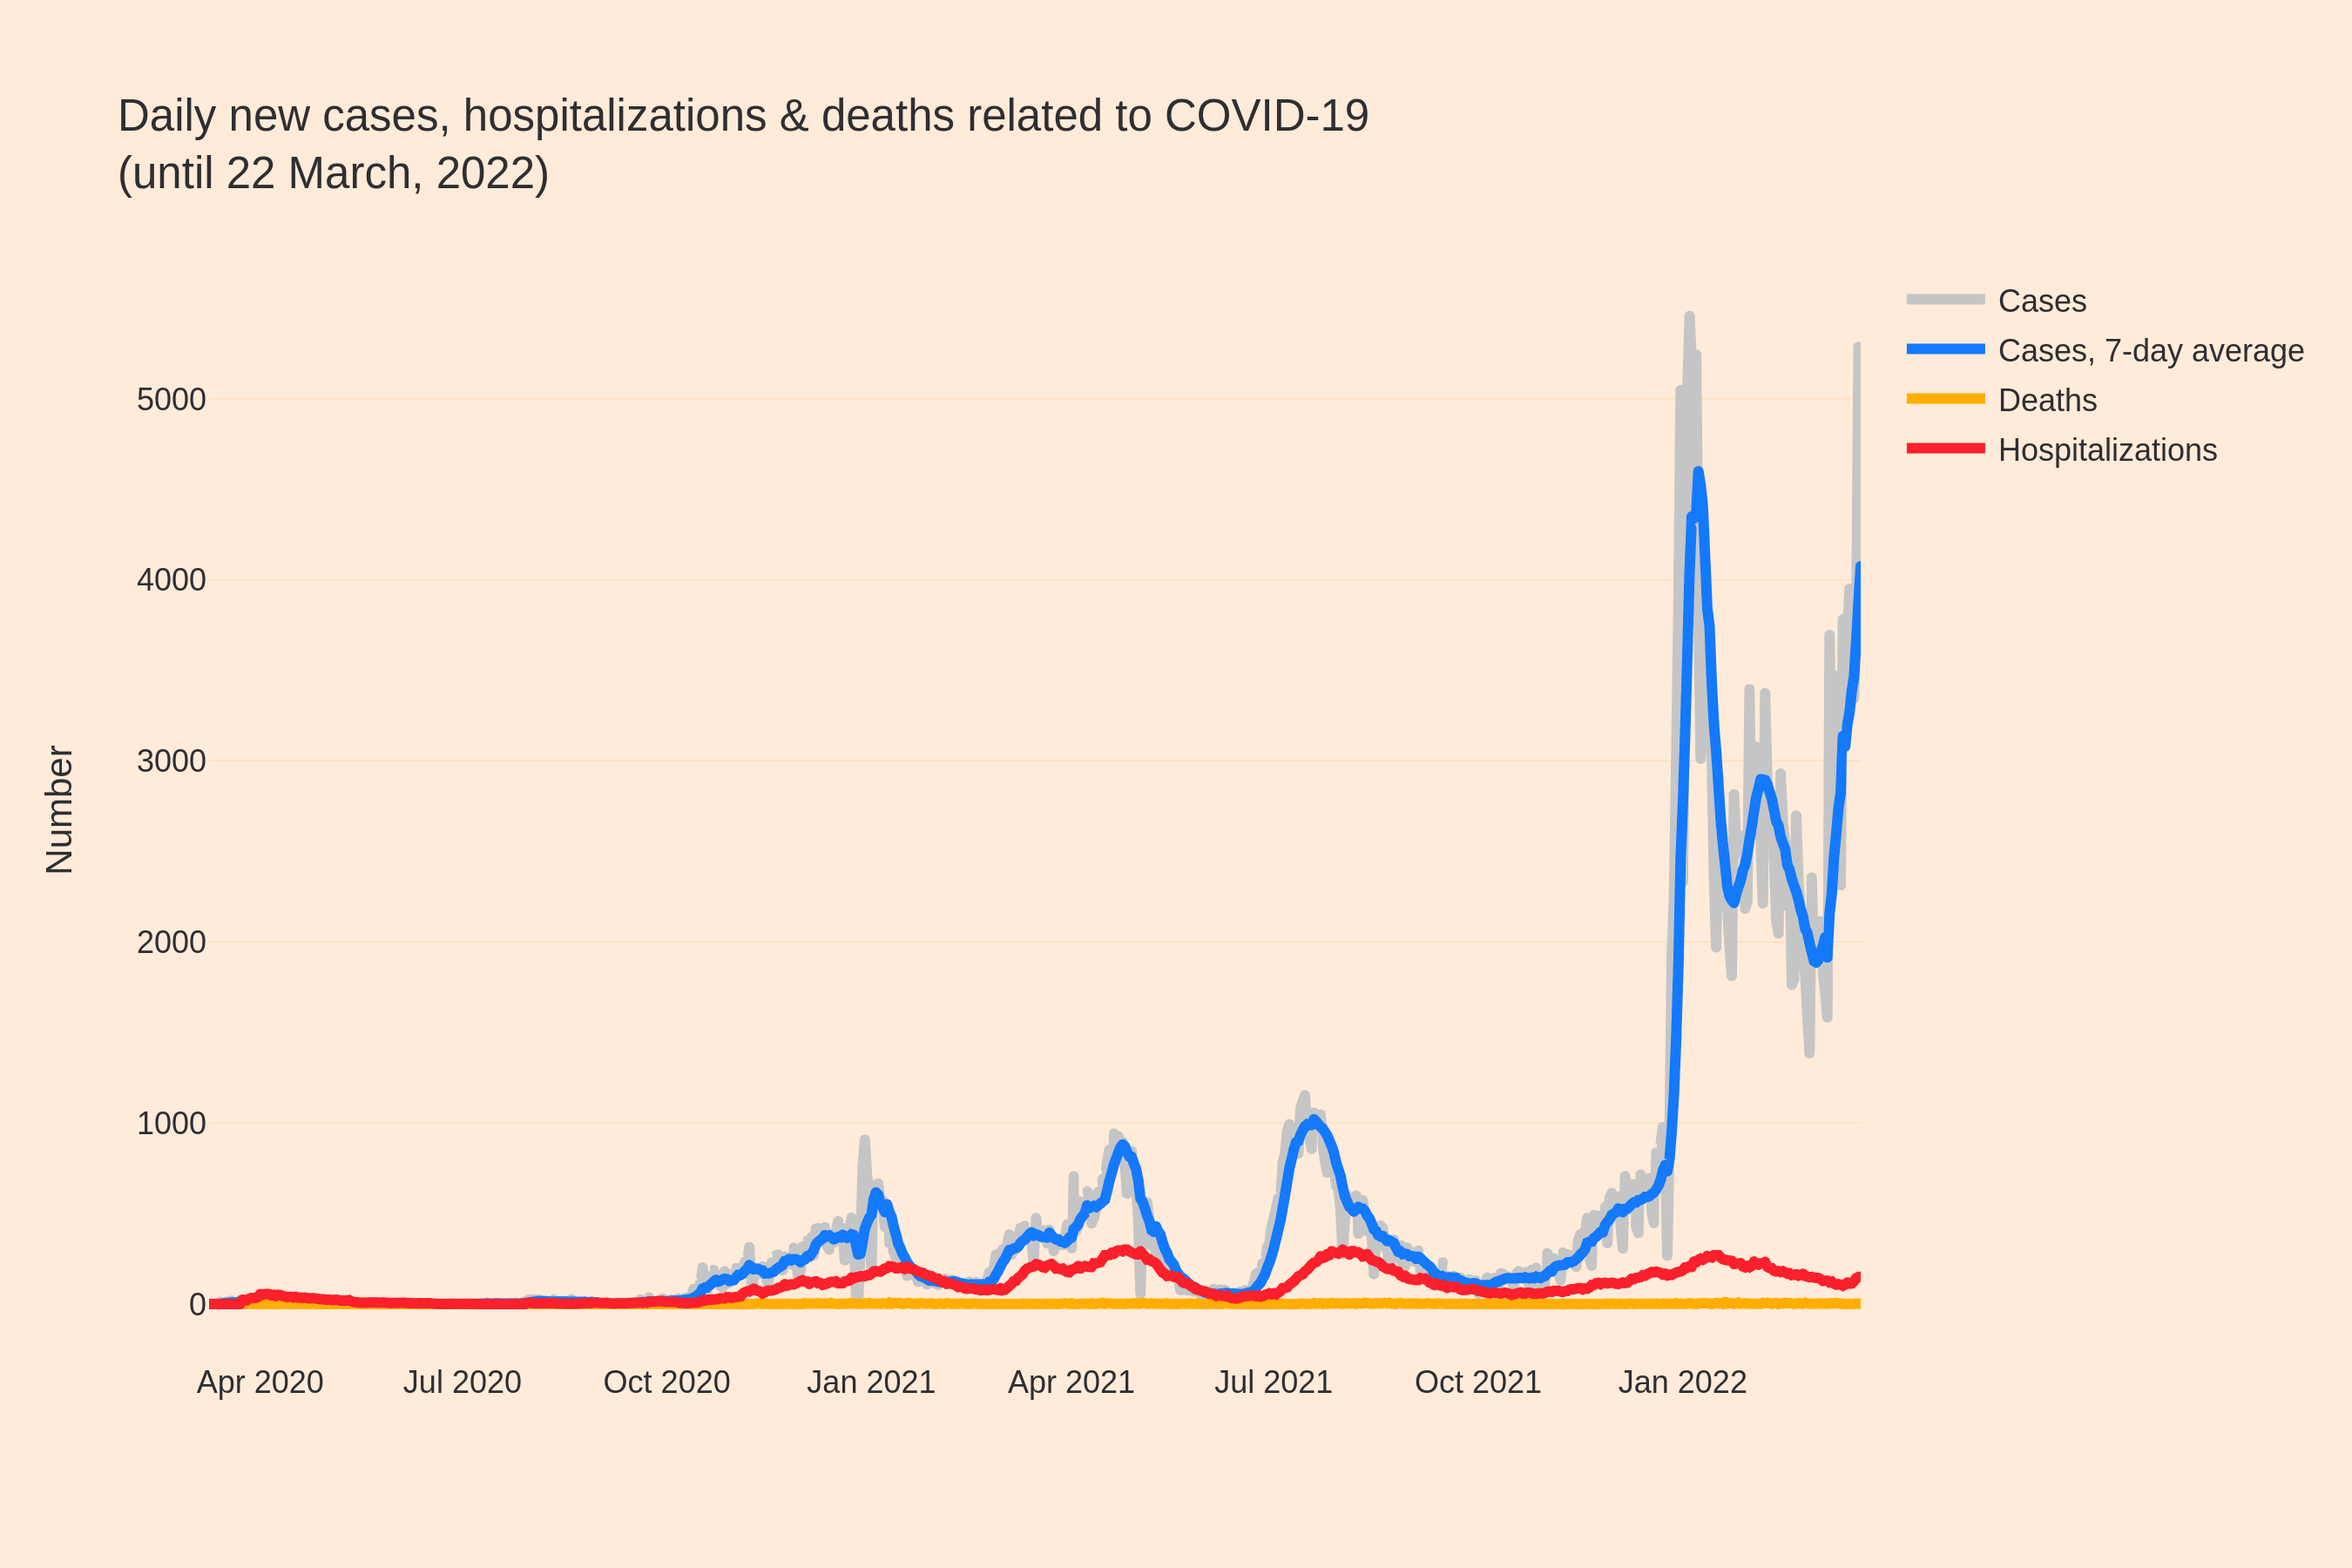 Daily new cases, hospitalizations & deaths related to COVID-19
(until 22 March, 2022)
Cases
Cases, 7-day average
Deaths
Hospitalizations
Number
5000
4000
3000
2000
1000
0
Apr 2020
Jul 2020
Oct 2020
Jan 2021
Apr 2021
Jul 2021
Oct 2021
Jan 2022